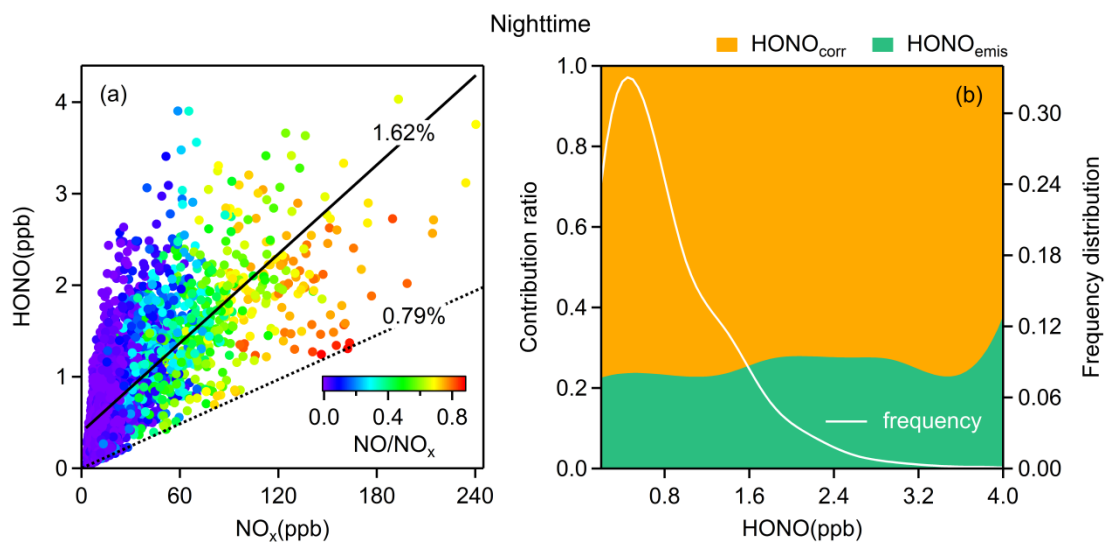 Nighttime
(a)
HONO(ppb)
4
3
2
1
0
1.62%
0.79%
0.0 0.4 0.8
NO/NOx
0 60 120 180 240
NOx(ppb)
HONOcorr HONOemis
(b)
Contribution ratio
1.0
0.8
0.6
0.4
0.2
0.0
frequency
0.30
0.24
0.18
0.12
0.06
0.00
Frequency distribution
0.8 1.6 2.4 3.2 4.0
HONO(ppb)